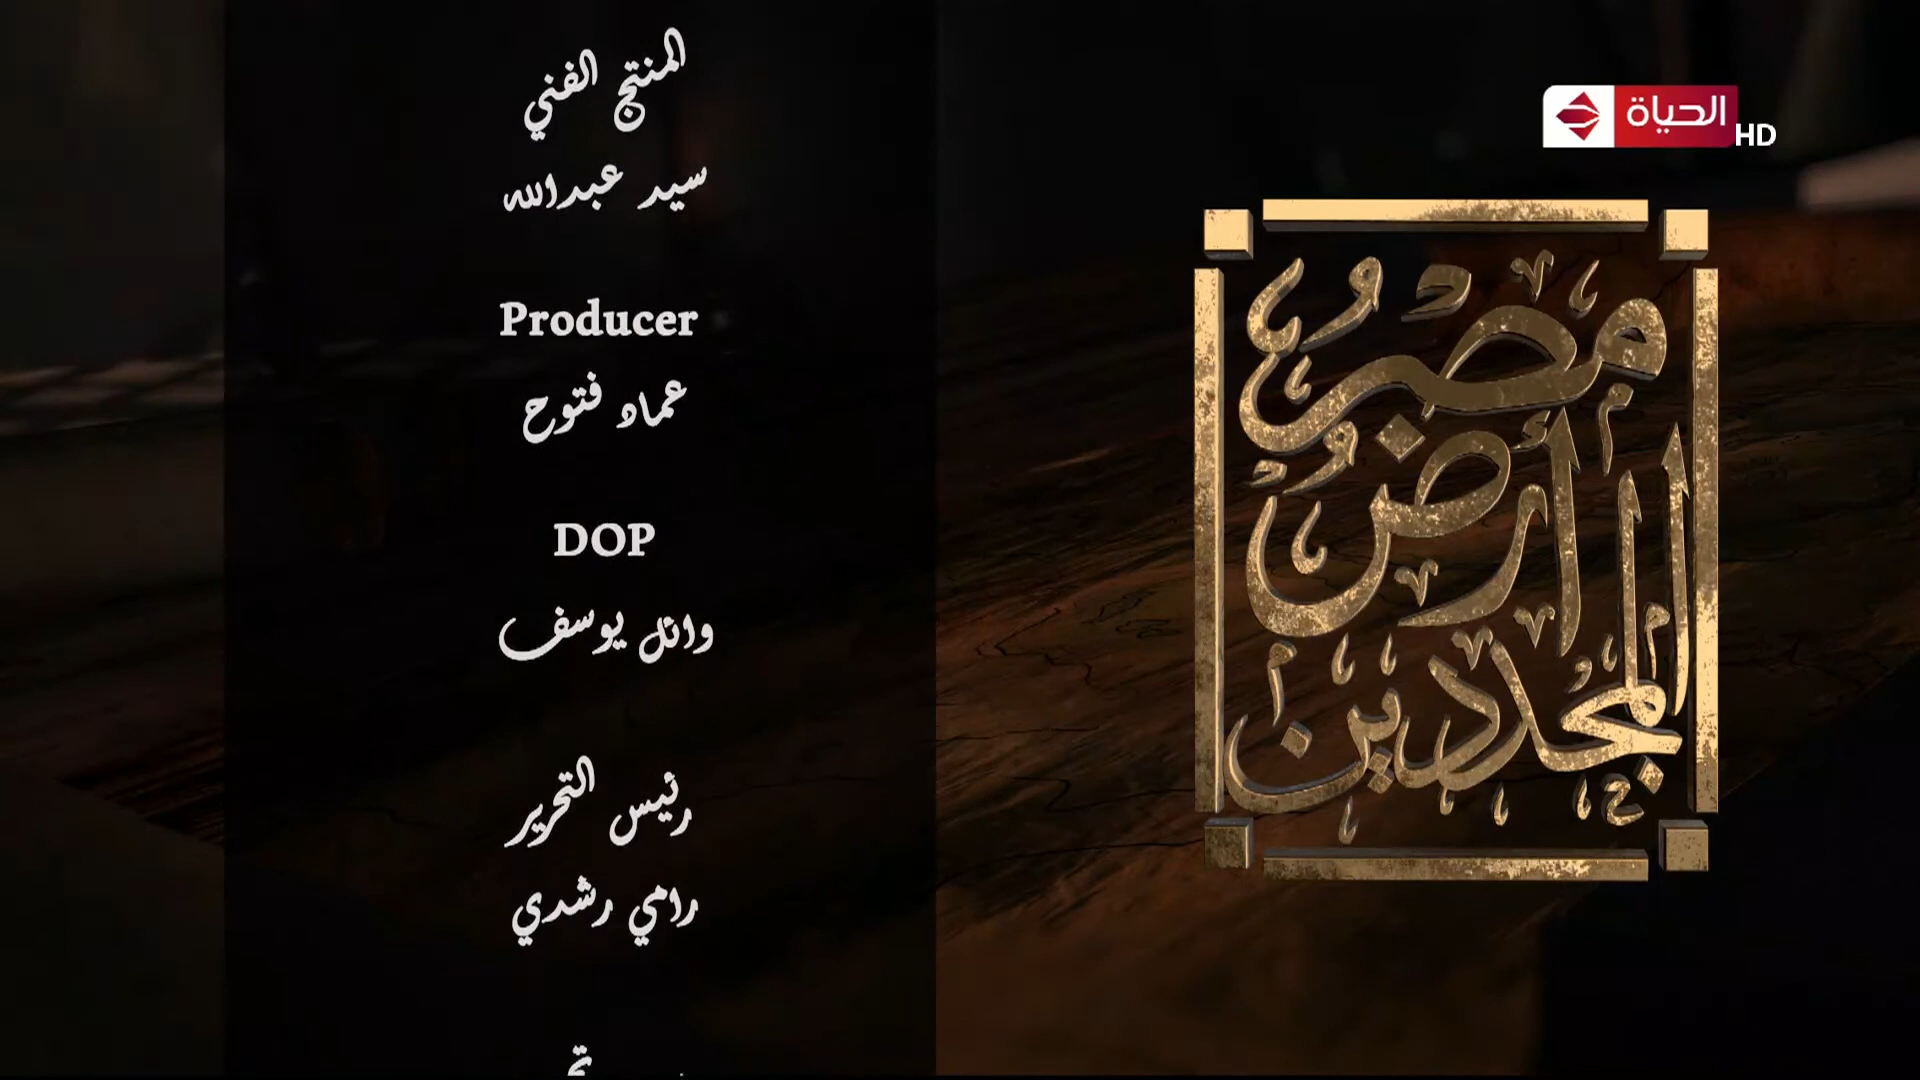 المنتج الفني
سيد عبدالله
Producer
عماد فتوح
DOP
وائل يوسف
رئيس التحرير
رامي رشدي
الحياة
HD
مصر
أرض
المجددين